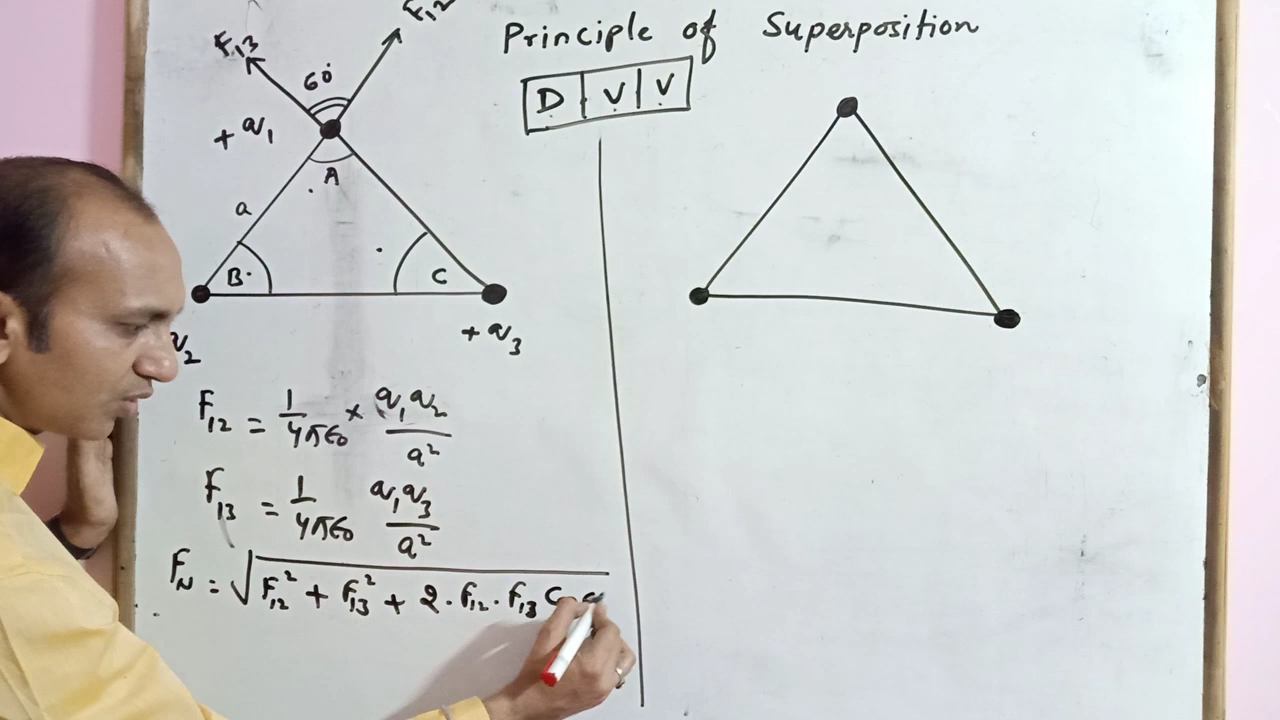 Principle of Superposition
D V V
F₁₃
F₁₂
60°
+ q₁
A
a
B
C
q₂
+ q₃
F₁₂ = 1/4πϵ₀ × q₁q₂/a²
F₁₃ = 1/4πϵ₀ q₁q₃/a²
F_N = √F₁₂² + F₁₃² + 2 · F₁₂ · F₁₃ Cos